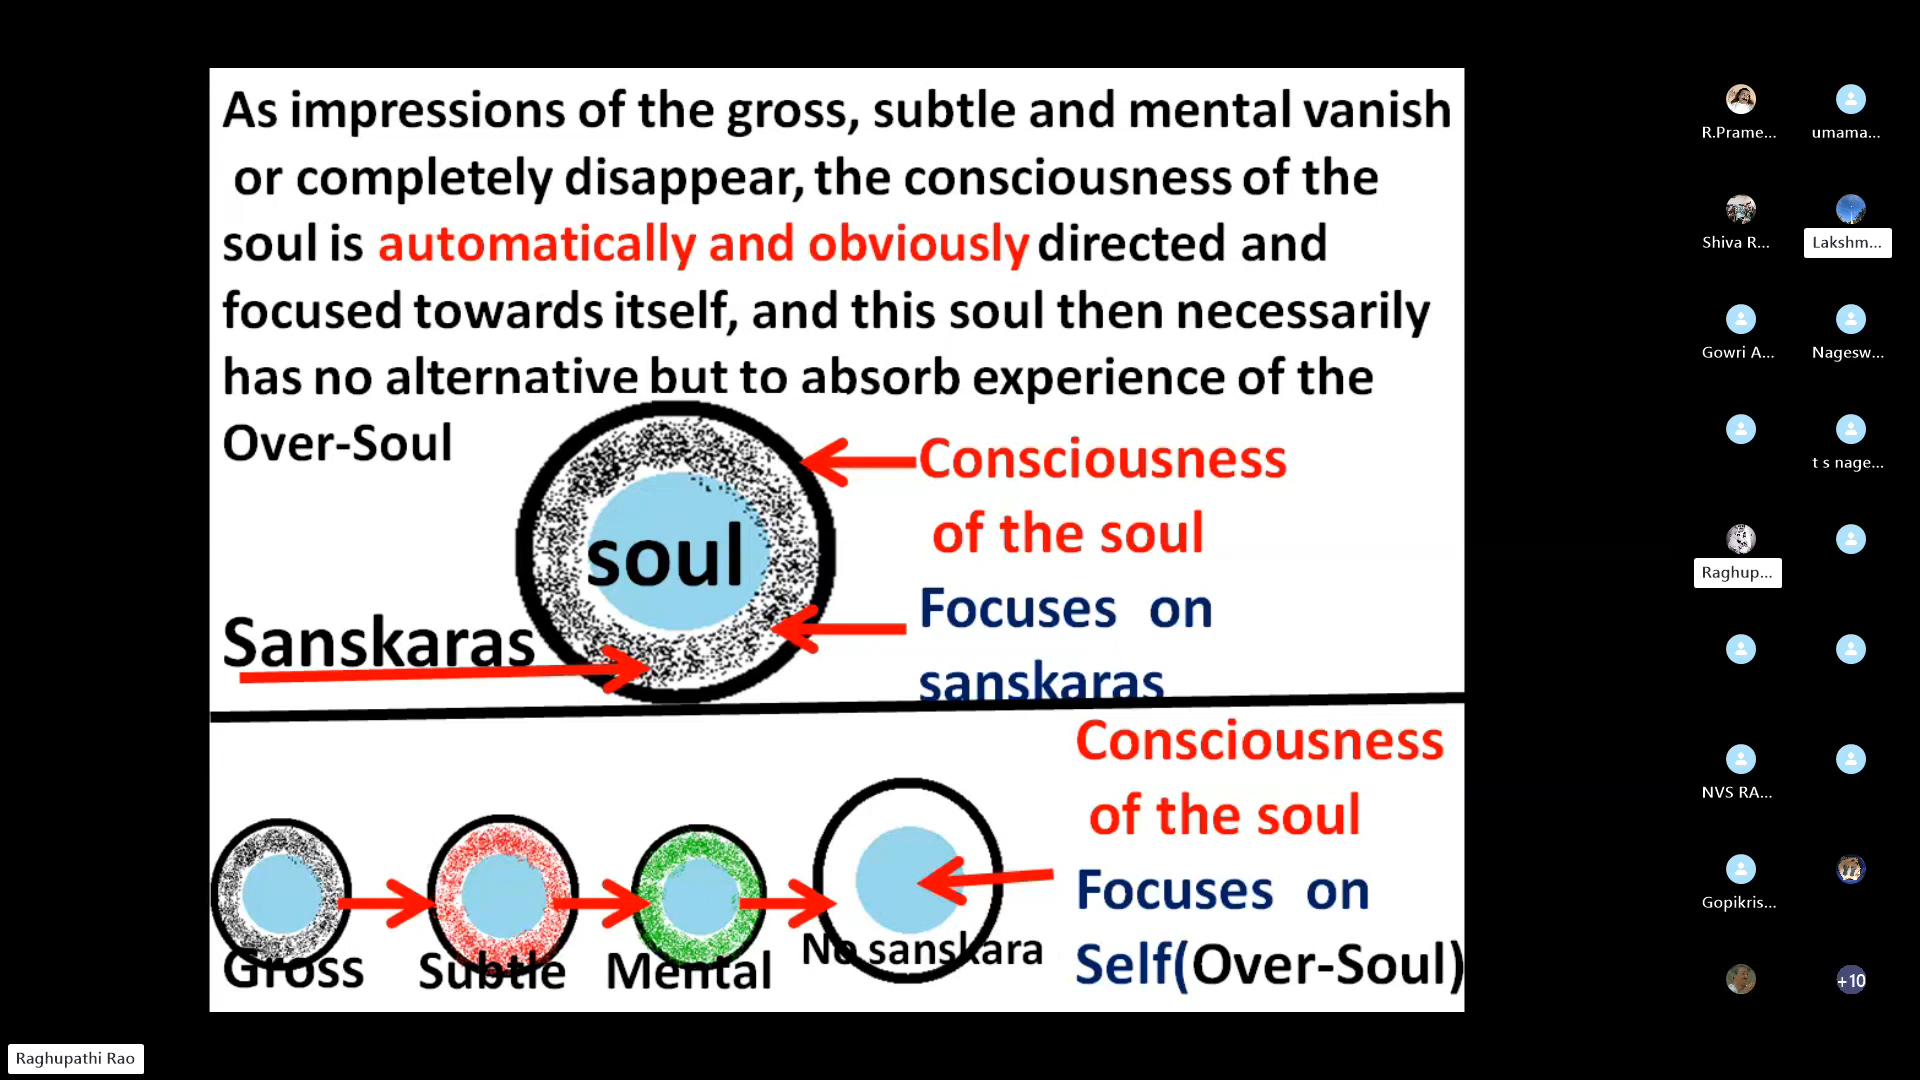 As impressions of the gross, subtle and mental vanish
or completely disappear, the consciousness of the
soul is automatically and obviously directed and
focused towards itself, and this soul then necessarily
has no alternative but to absorb experience of the
Over-Soul
soul
Consciousness
of the soul
Focuses on
sanskaras
Sanskaras
Gross
Subtle
Mental
No sanskara
Consciousness
of the soul
Focuses on
Self(Over-Soul)
R.Prame...
umama...
Shiva R...
Lakshm...
Gowri A...
Nagesw...
t s nage...
Raghup...
NVS RA...
Gopikris...
+10
Raghupathi Rao